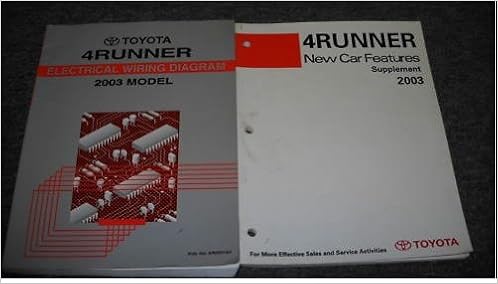 TOYOTA
4RUNNER
ELECTRICAL WIRING DIAGRAM
2003 MODEL
4RUNNER
New Car Features
Supplement
2003
For More Effective Sales and Service Activities
TOYOTA